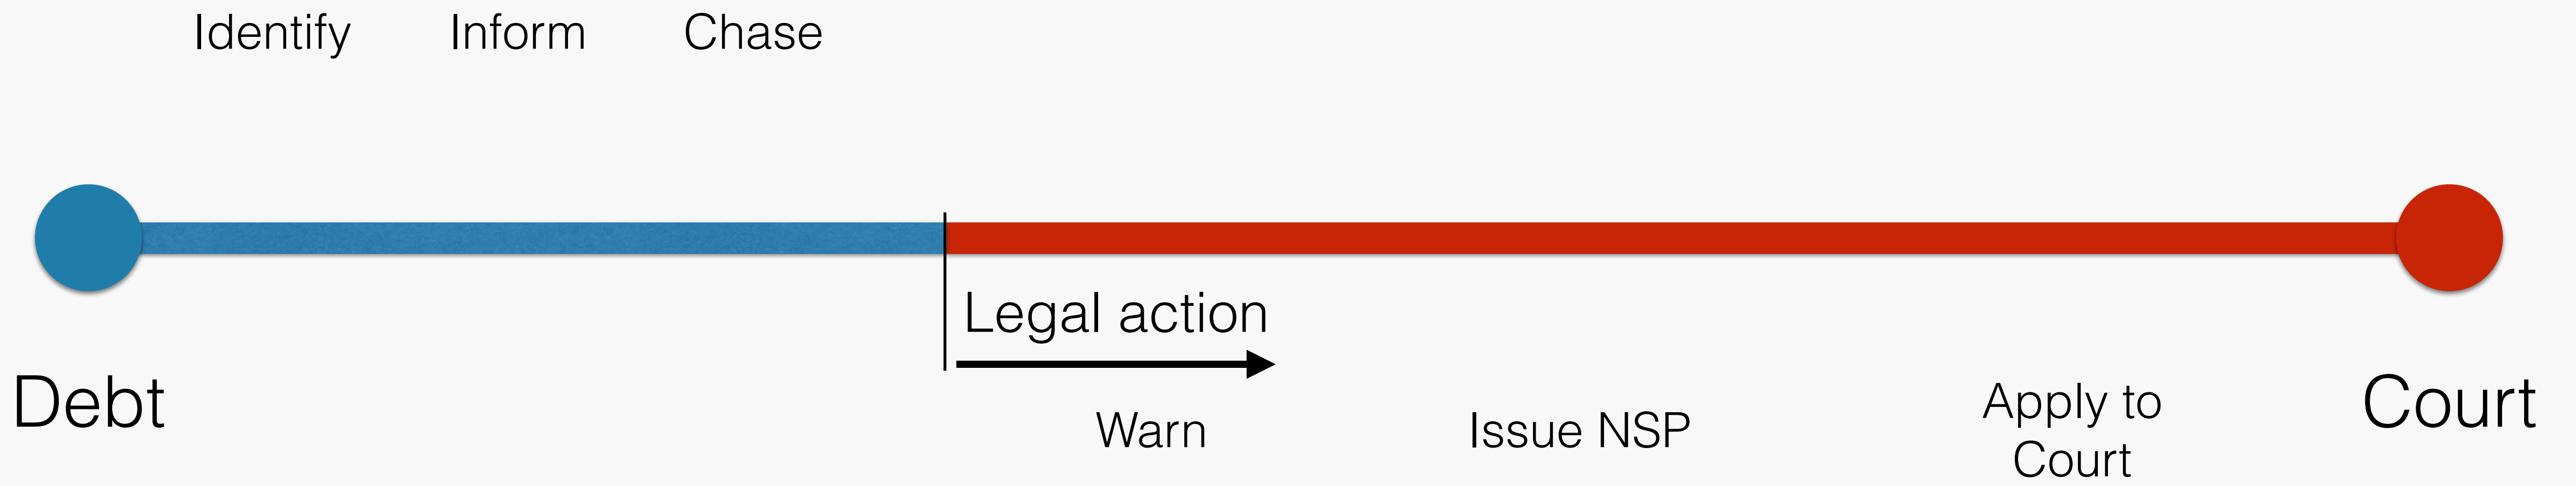 Identify
Inform
Chase
Legal action
Debt
Warn
Issue NSP
Apply to
Court
Court